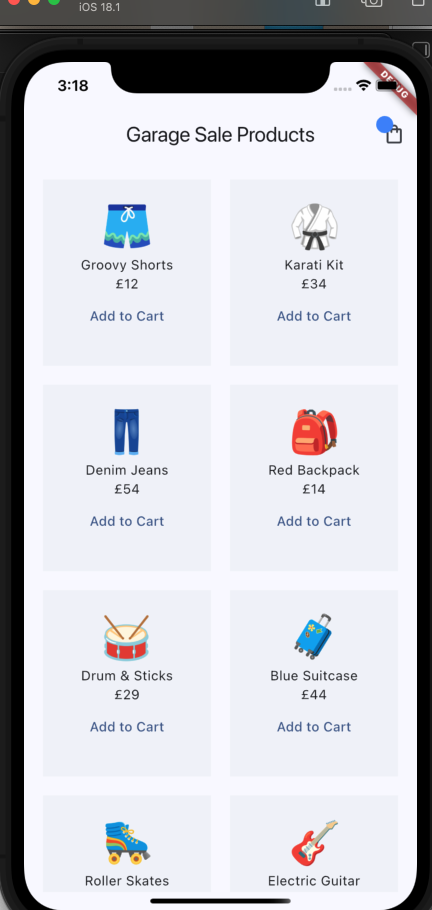 iOS 18.1
3:18
DEBUG
Garage Sale Products
Groovy Shorts
£12
Add to Cart
Karati Kit
£34
Add to Cart
Denim Jeans
£54
Add to Cart
Red Backpack
£14
Add to Cart
Drum & Sticks
£29
Add to Cart
Blue Suitcase
£44
Add to Cart
Roller Skates
Electric Guitar